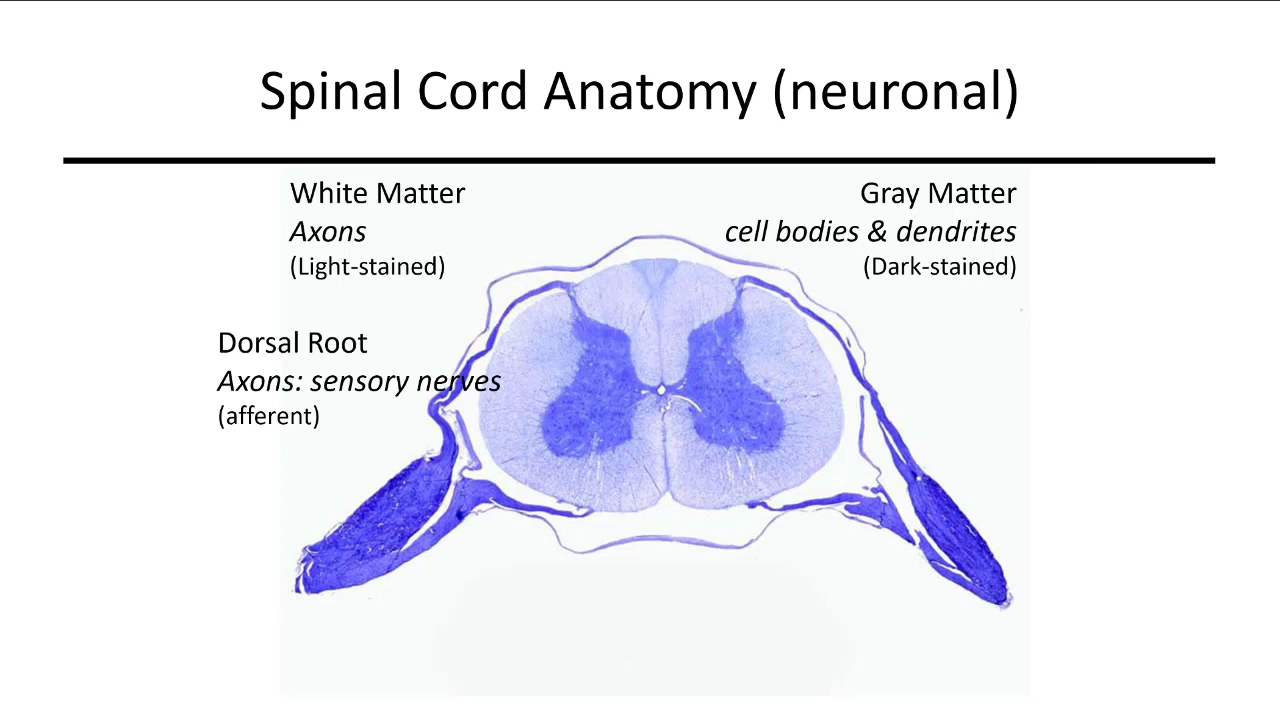 Spinal Cord Anatomy (neuronal)
White Matter
Axons
(Light-stained)
Gray Matter
cell bodies & dendrites
(Dark-stained)
Dorsal Root
Axons: sensory nerves
(afferent)